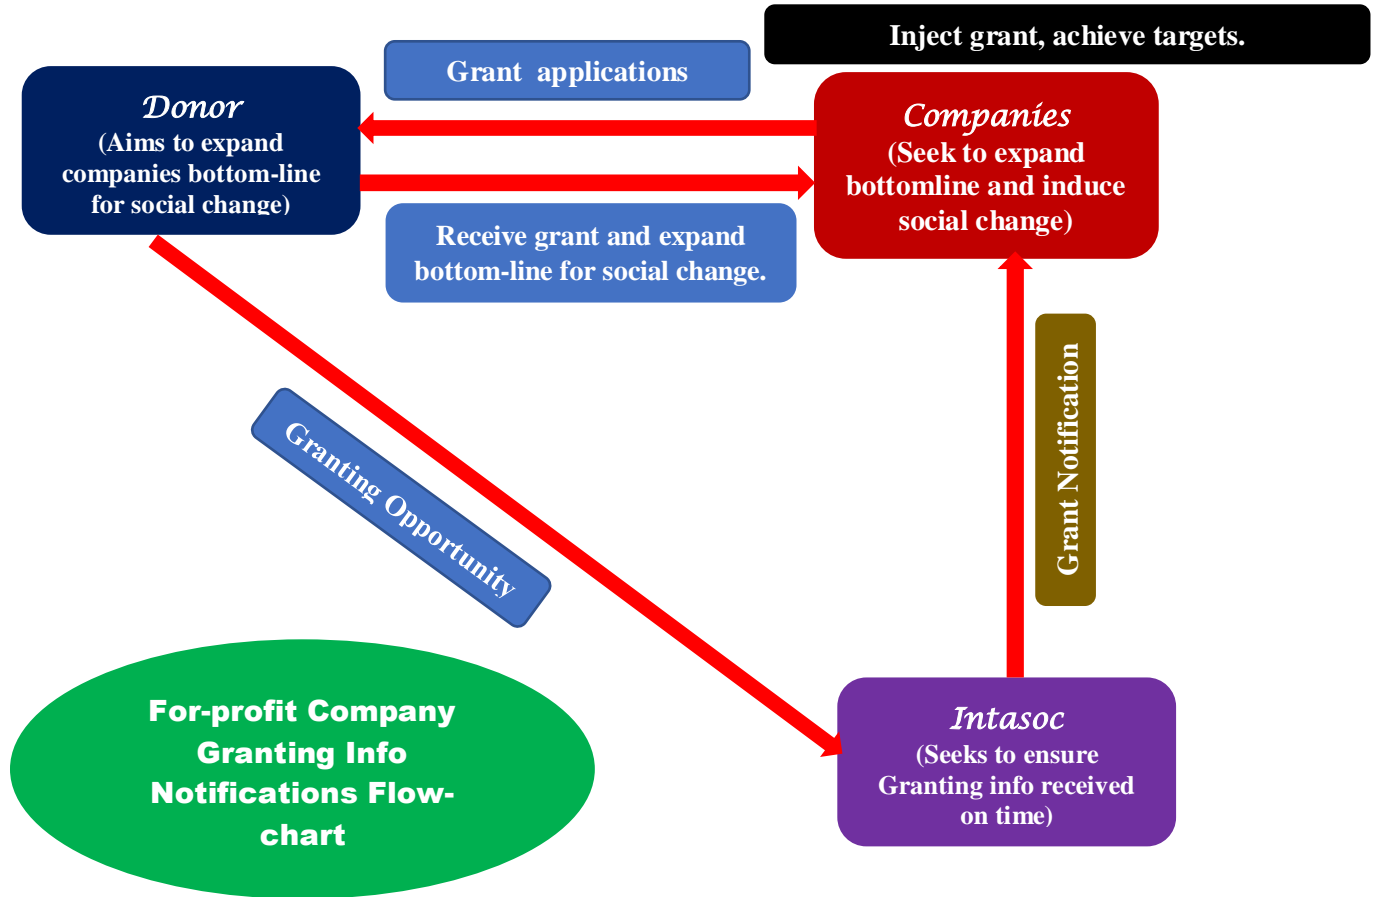 Inject grant, achieve targets.
Grant applications
Donor
(Aims to expand
companies bottom-line
for social change)
Companies
(Seek to expand
bottomline and induce
social change)
Receive grant and expand
bottom-line for social change.
Granting Opportunity
Grant Notification
For-profit Company
Granting Info
Notifications Flow-
chart
Intasoc
(Seeks to ensure
Granting info received
on time)